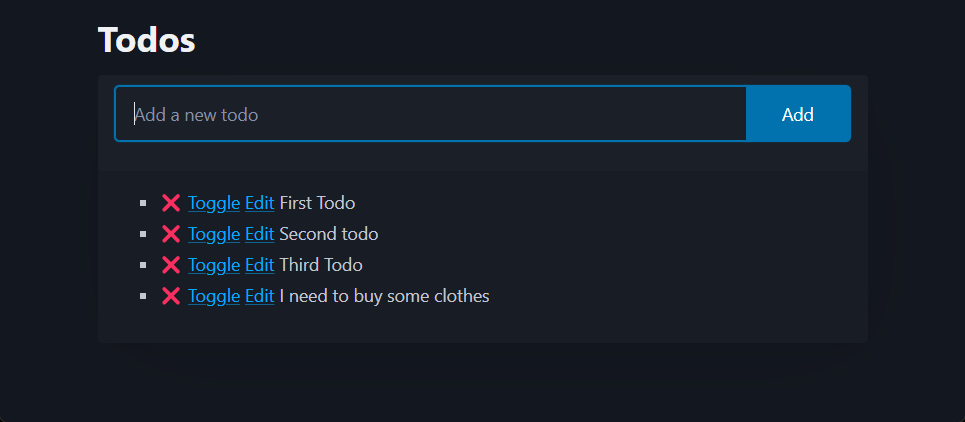 Todos
Add a new todo Add
❌ Toggle Edit First Todo
❌ Toggle Edit Second todo
❌ Toggle Edit Third Todo
❌ Toggle Edit I need to buy some clothes